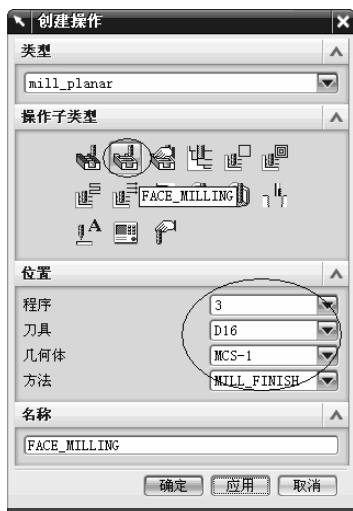 创建操作
类型
mill_planar
操作子类型
FACE_MILLING
A
位置
程序 3
刀具 D16
几何体 MCS-1
方法 MILL_FINISH
名称
FACE_MILLING
确定 应用 取消